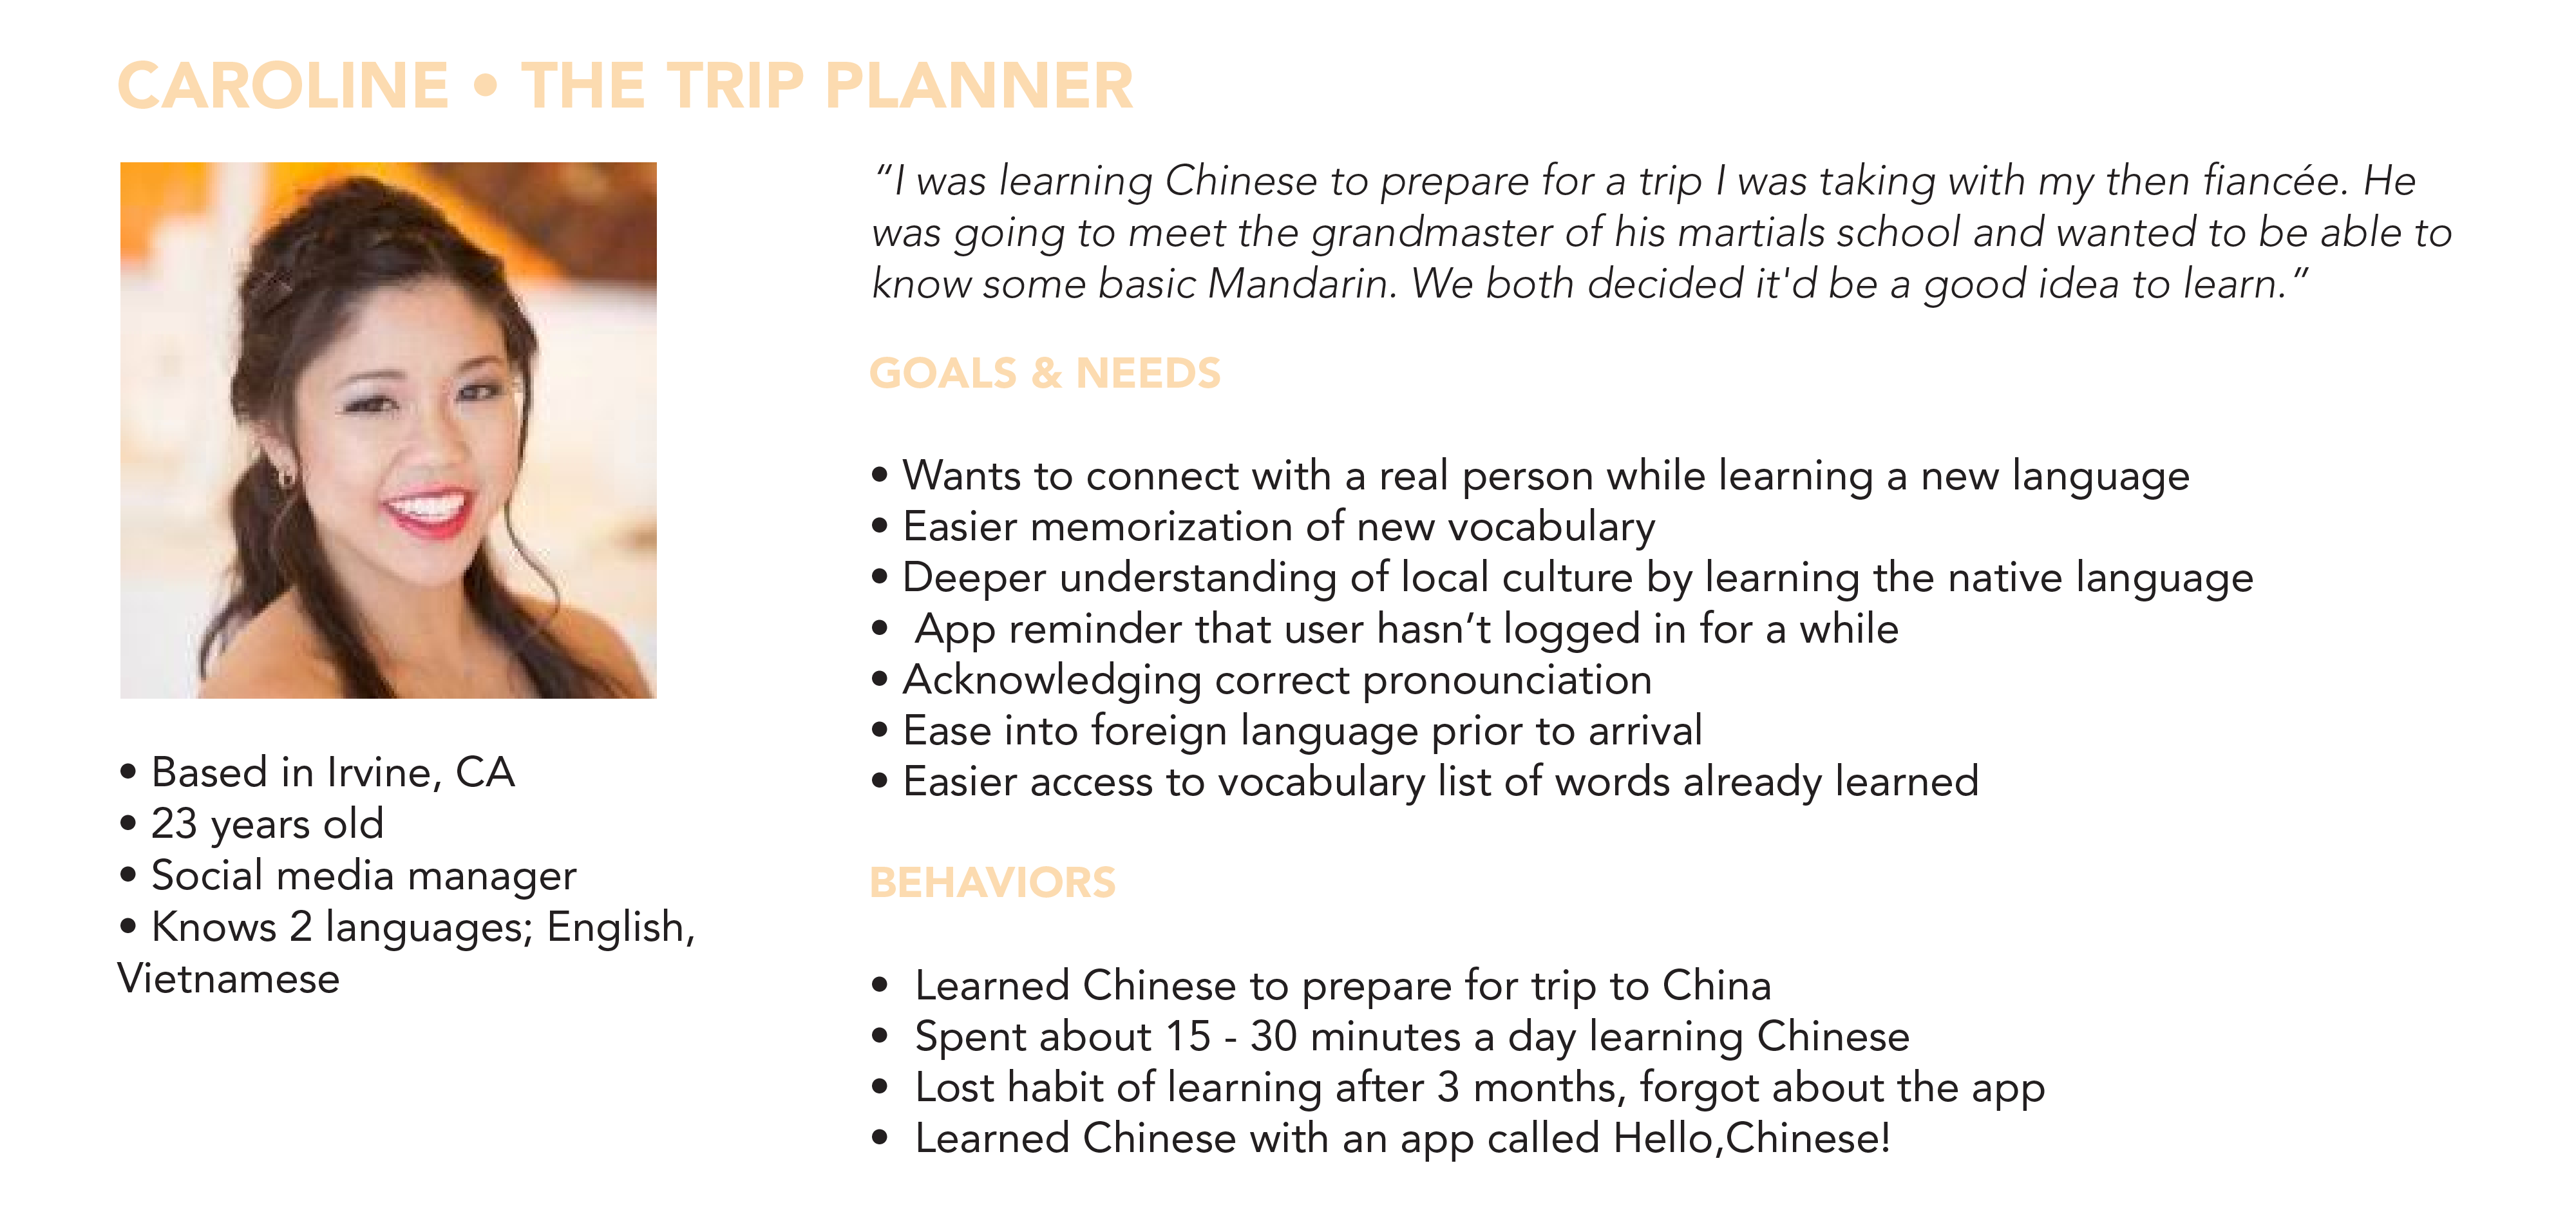 CAROLINE • THE TRIP PLANNER
“I was learning Chinese to prepare for a trip I was taking with my then fiancée. He
was going to meet the grandmaster of his martials school and wanted to be able to
know some basic Mandarin. We both decided it'd be a good idea to learn.”
GOALS & NEEDS
• Wants to connect with a real person while learning a new language
• Easier memorization of new vocabulary
• Deeper understanding of local culture by learning the native language
• App reminder that user hasn’t logged in for a while
• Acknowledging correct pronounciation
• Ease into foreign language prior to arrival
• Easier access to vocabulary list of words already learned
BEHAVIORS
• Learned Chinese to prepare for trip to China
• Spent about 15 - 30 minutes a day learning Chinese
• Lost habit of learning after 3 months, forgot about the app
• Learned Chinese with an app called Hello,Chinese!
• Based in Irvine, CA
• 23 years old
• Social media manager
• Knows 2 languages; English,
Vietnamese